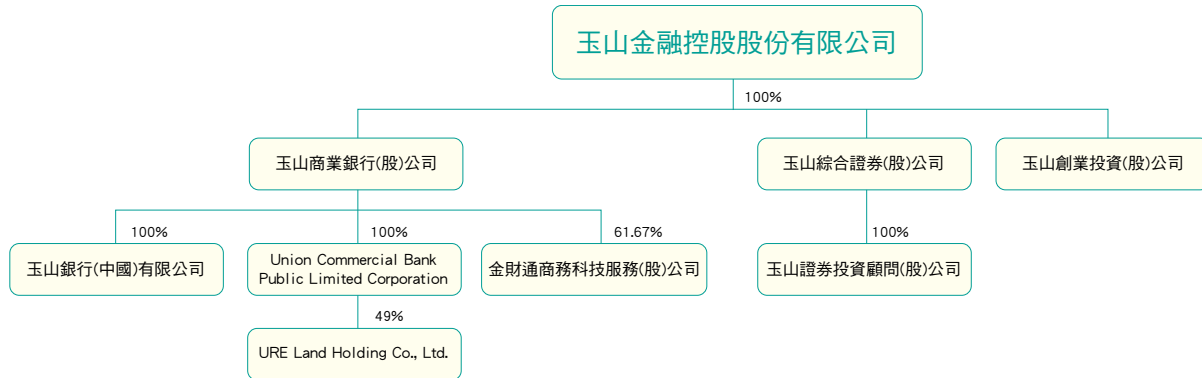 玉山金融控股股份有限公司
100%
玉山商業銀行(股)公司
玉山綜合證券(股)公司
玉山創業投資(股)公司
100%
100%
61.67%
100%
玉山銀行(中國)有限公司
Union Commercial Bank
Public Limited Corporation
金財通商務科技服務(股)公司
玉山證券投資顧問(股)公司
49%
URE Land Holding Co., Ltd.